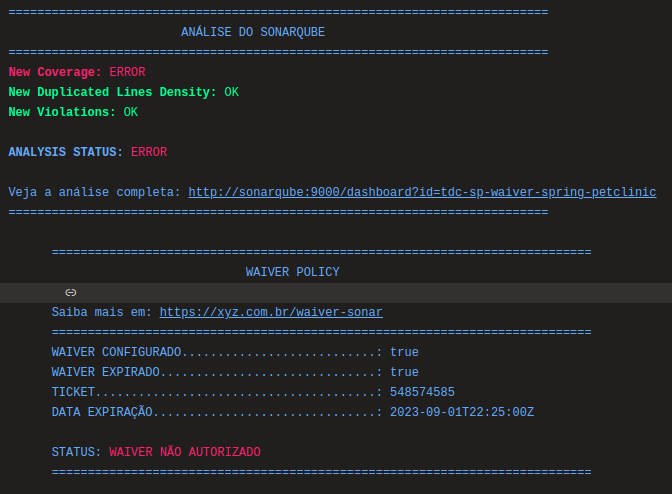 ===========================================================================
ANÁLISE DO SONARQUBE
===========================================================================
New Coverage: ERROR
New Duplicated Lines Density: OK
New Violations: OK
ANALYSIS STATUS: ERROR
Veja a análise completa: http://sonarqube:9000/dashboard?id=tdc-sp-waiver-spring-petclinic
===========================================================================
===========================================================================
WAIVER POLICY
Saiba mais em: https://xyz.com.br/waiver-sonar
===========================================================================
WAIVER CONFIGURADO...........................: true
WAIVER EXPIRADO..............................: true
TICKET.......................................: 548574585
DATA EXPIRAÇÃO...............................: 2023-09-01T22:25:00Z
STATUS: WAIVER NÃO AUTORIZADO
===========================================================================